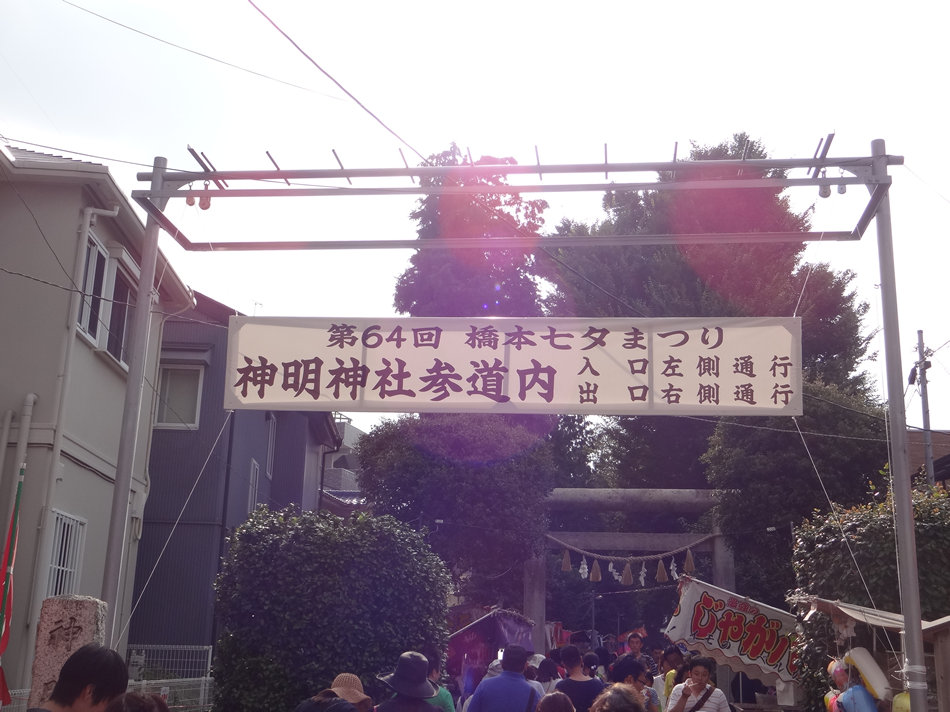 第64回 橋本七夕まつり
神明神社参道内
入口左側通行
出口右側通行
じゃがバ
神